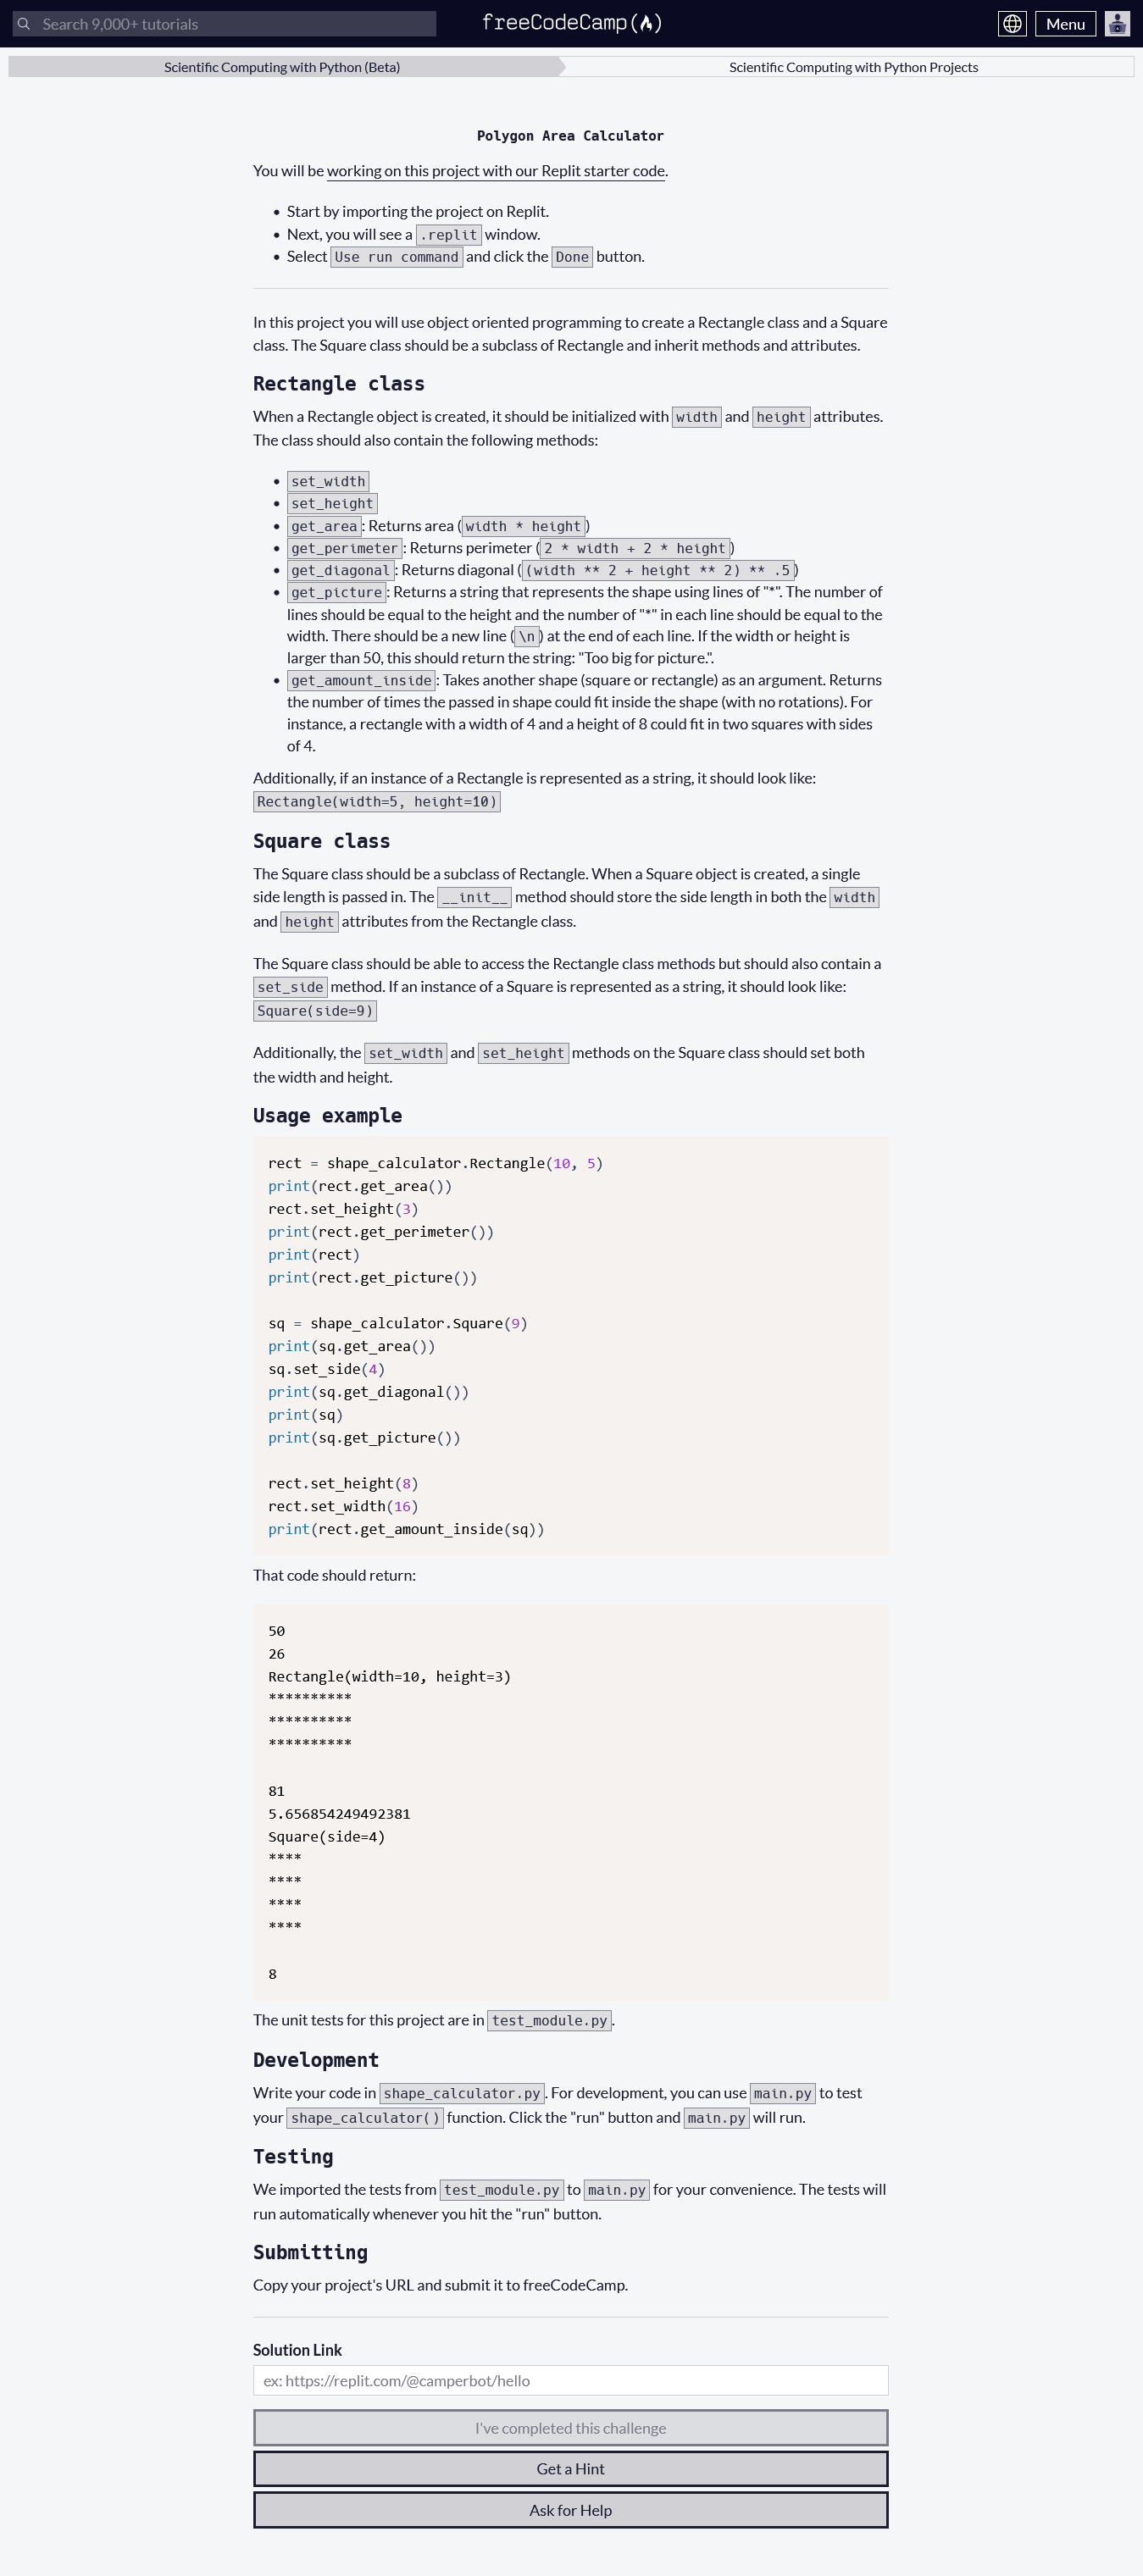 Search 9,000+ tutorials
freeCodeCamp
Menu
Scientific Computing with Python (Beta)
Scientific Computing with Python Projects
Polygon Area Calculator
You will be working on this project with our Replit starter code.
• Start by importing the project on Replit.
• Next, you will see a .replit window.
• Select Use run command and click the Done button.
In this project you will use object oriented programming to create a Rectangle class and a Square
class. The Square class should be a subclass of Rectangle and inherit methods and attributes.
Rectangle class
When a Rectangle object is created, it should be initialized with width and height attributes.
The class should also contain the following methods:
• set_width
• set_height
• get_area: Returns area (width * height)
• get_perimeter: Returns perimeter (2 * width + 2 * height)
• get_diagonal: Returns diagonal ((width ** 2 + height ** 2) ** .5)
• get_picture: Returns a string that represents the shape using lines of "*". The number of
lines should be equal to the height and the number of "*" in each line should be equal to the
width. There should be a new line (\n) at the end of each line. If the width or height is
larger than 50, this should return the string: "Too big for picture.".
• get_amount_inside: Takes another shape (square or rectangle) as an argument. Returns
the number of times the passed in shape could fit inside the shape (with no rotations). For
instance, a rectangle with a width of 4 and a height of 8 could fit in two squares with sides
of 4.
Additionally, if an instance of a Rectangle is represented as a string, it should look like:
Rectangle(width=5, height=10)
Square class
The Square class should be a subclass of Rectangle. When a Square object is created, a single
side length is passed in. The __init__ method should store the side length in both the width
and height attributes from the Rectangle class.
The Square class should be able to access the Rectangle class methods but should also contain a
set_side method. If an instance of a Square is represented as a string, it should look like:
Square(side=9)
Additionally, the set_width and set_height methods on the Square class should set both
the width and height.
Usage example
rect = shape_calculator.Rectangle(10, 5)
print(rect.get_area())
rect.set_height(3)
print(rect.get_perimeter())
print(rect)
print(rect.get_picture())
sq = shape_calculator.Square(9)
print(sq.get_area())
sq.set_side(4)
print(sq.get_diagonal())
print(sq)
print(sq.get_picture())
rect.set_height(8)
rect.set_width(16)
print(rect.get_amount_inside(sq))
That code should return:
50
26
Rectangle(width=10, height=3)
**********
**********
**********
81
5.656854249492381
Square(side=4)
****
****
****
****
8
The unit tests for this project are in test_module.py.
Development
Write your code in shape_calculator.py. For development, you can use main.py to test
your shape_calculator() function. Click the "run" button and main.py will run.
Testing
We imported the tests from test_module.py to main.py for your convenience. The tests will
run automatically whenever you hit the "run" button.
Submitting
Copy your project's URL and submit it to freeCodeCamp.
Solution Link
ex: https://replit.com/@camperbot/hello
I've completed this challenge
Get a Hint
Ask for Help